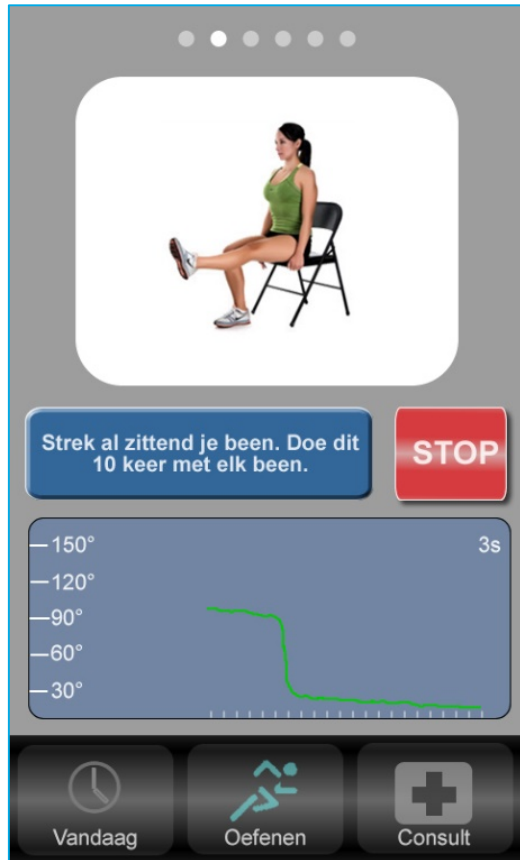 Strek al zittend je been. Doe dit
10 keer met elk been.
STOP
150°
3s
120°
90°
60°
30°
Vandaag
Oefenen
Consult